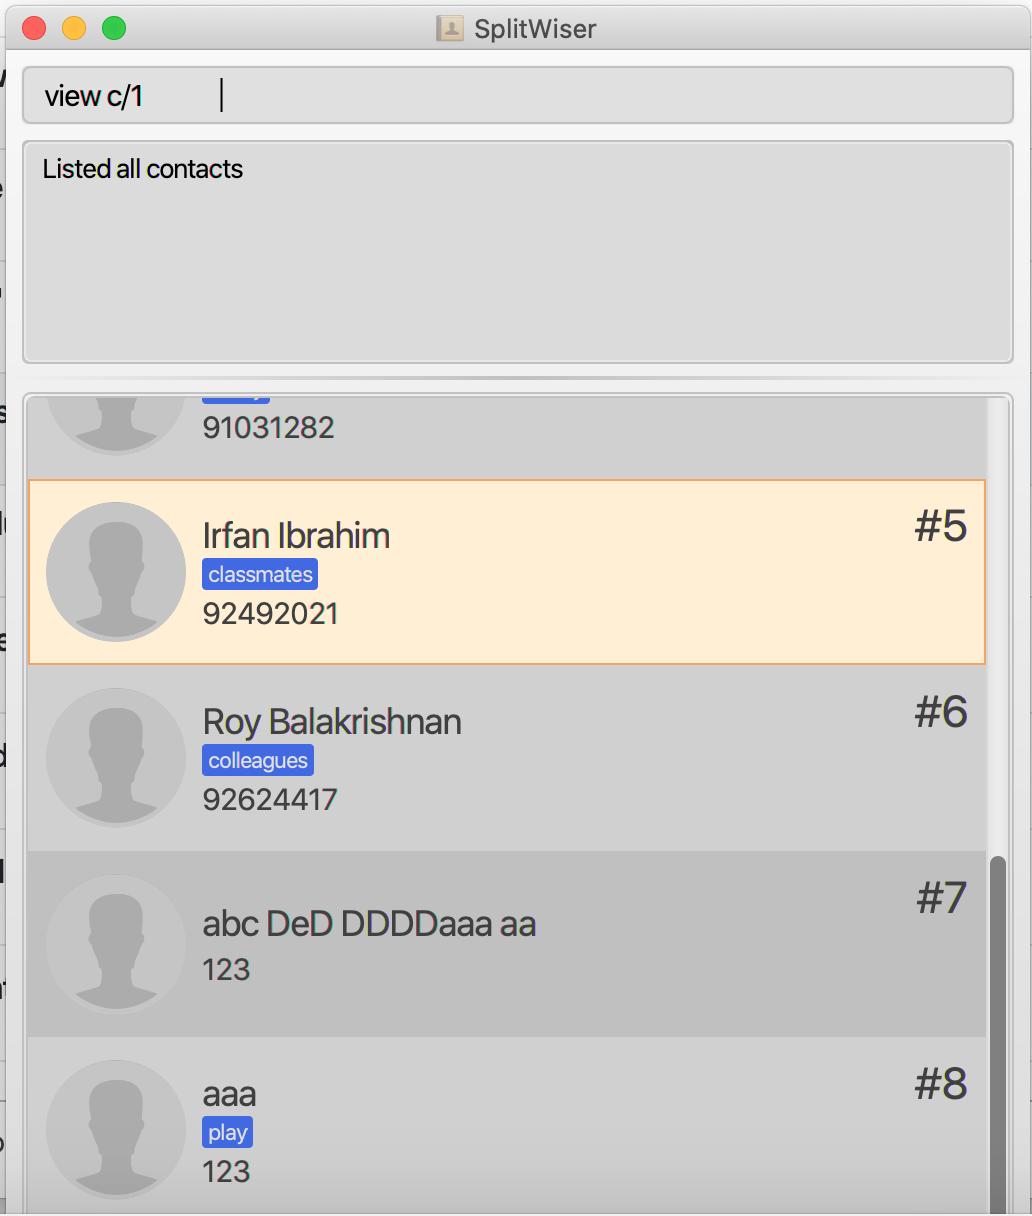 SplitWiser
view c/1
Listed all contacts
91031282
Irfan Ibrahim
#5
classmates
92492021
Roy Balakrishnan
#6
colleagues
92624417
#7
abc DeD DDDDaaa aa
123
#8
aaa
play
123